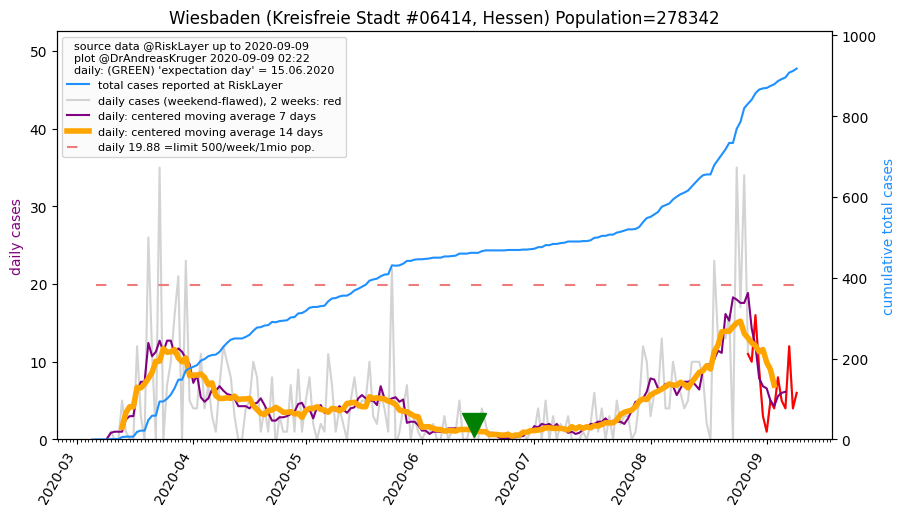 Wiesbaden (Kreisfreie Stadt #06414, Hessen) Population=278342
source data @RiskLayer up to 2020-09-09
plot @DrAndreasKruger 2020-09-09 02:22
daily: (GREEN) 'expectation day' = 15.06.2020
total cases reported at RiskLayer
daily cases (weekend-flawed), 2 weeks: red
daily: centered moving average 7 days
daily: centered moving average 14 days
daily 19.88 =limit 500/week/1mio pop.
daily cases
50
40
30
20
10
0
cumulative total cases
1000
800
600
400
200
0
2020-03
2020-04
2020-05
2020-06
2020-07
2020-08
2020-09